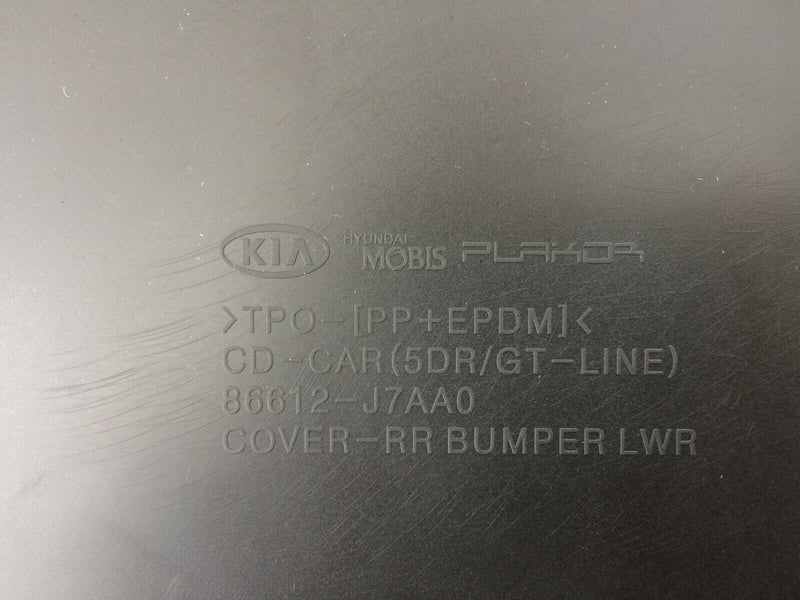 KIA HYUNDAI MOBIS PLAKOR
>TPO-[PP+EPDM]<
CD-CAR(5DR/GT-LINE)
86612-J7AA0
COVER-RR BUMPER LWR